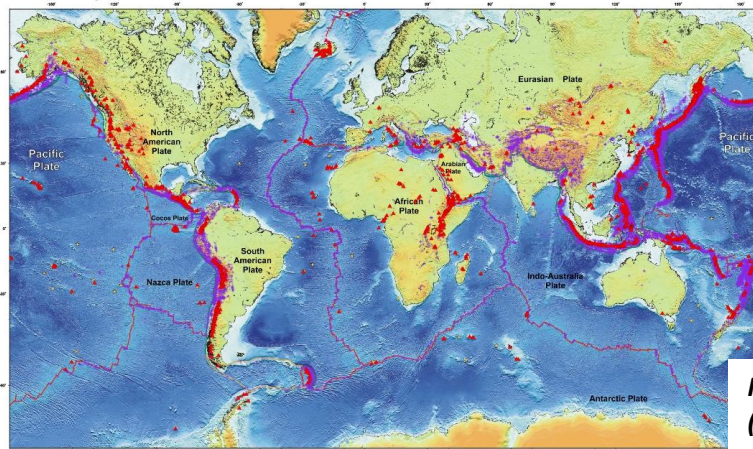 Eurasian Plate
North
American
Plate
Pacific
Plate
Pacific
Plate
Arabian
Plate
African
Plate
Cocos Plate
South
American
Plate
Nazca Plate
Indo-Australia
Plate
Antarctic Plate